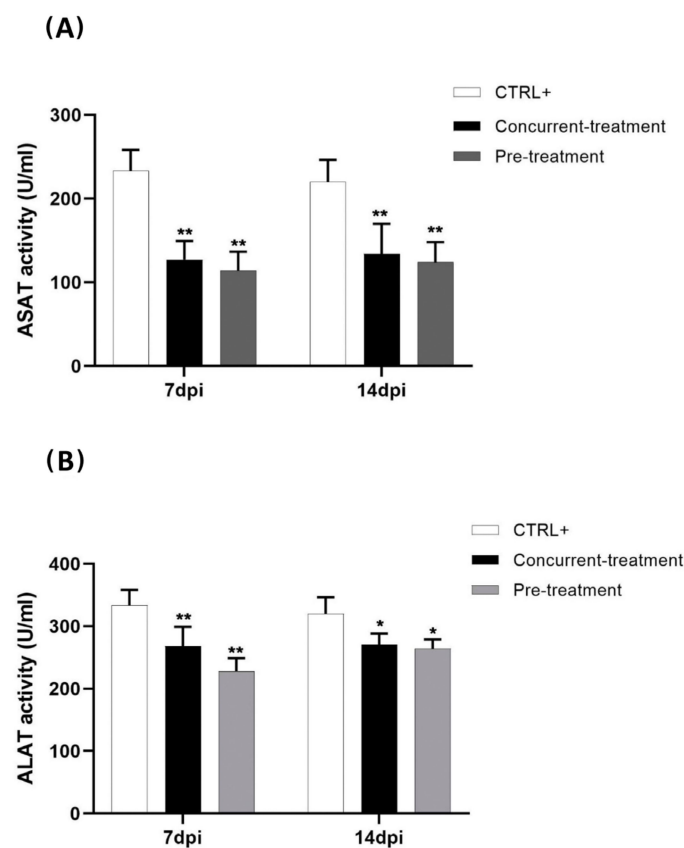 (A)
CTRL+
Concurrent-treatment
Pre-treatment
300
200
100
0
ASAT activity (U/ml)
** ** ** **
7dpi 14dpi
(B)
CTRL+
Concurrent-treatment
Pre-treatment
400
300
200
100
0
ALAT activity (U/ml)
** ** * *
7dpi 14dpi